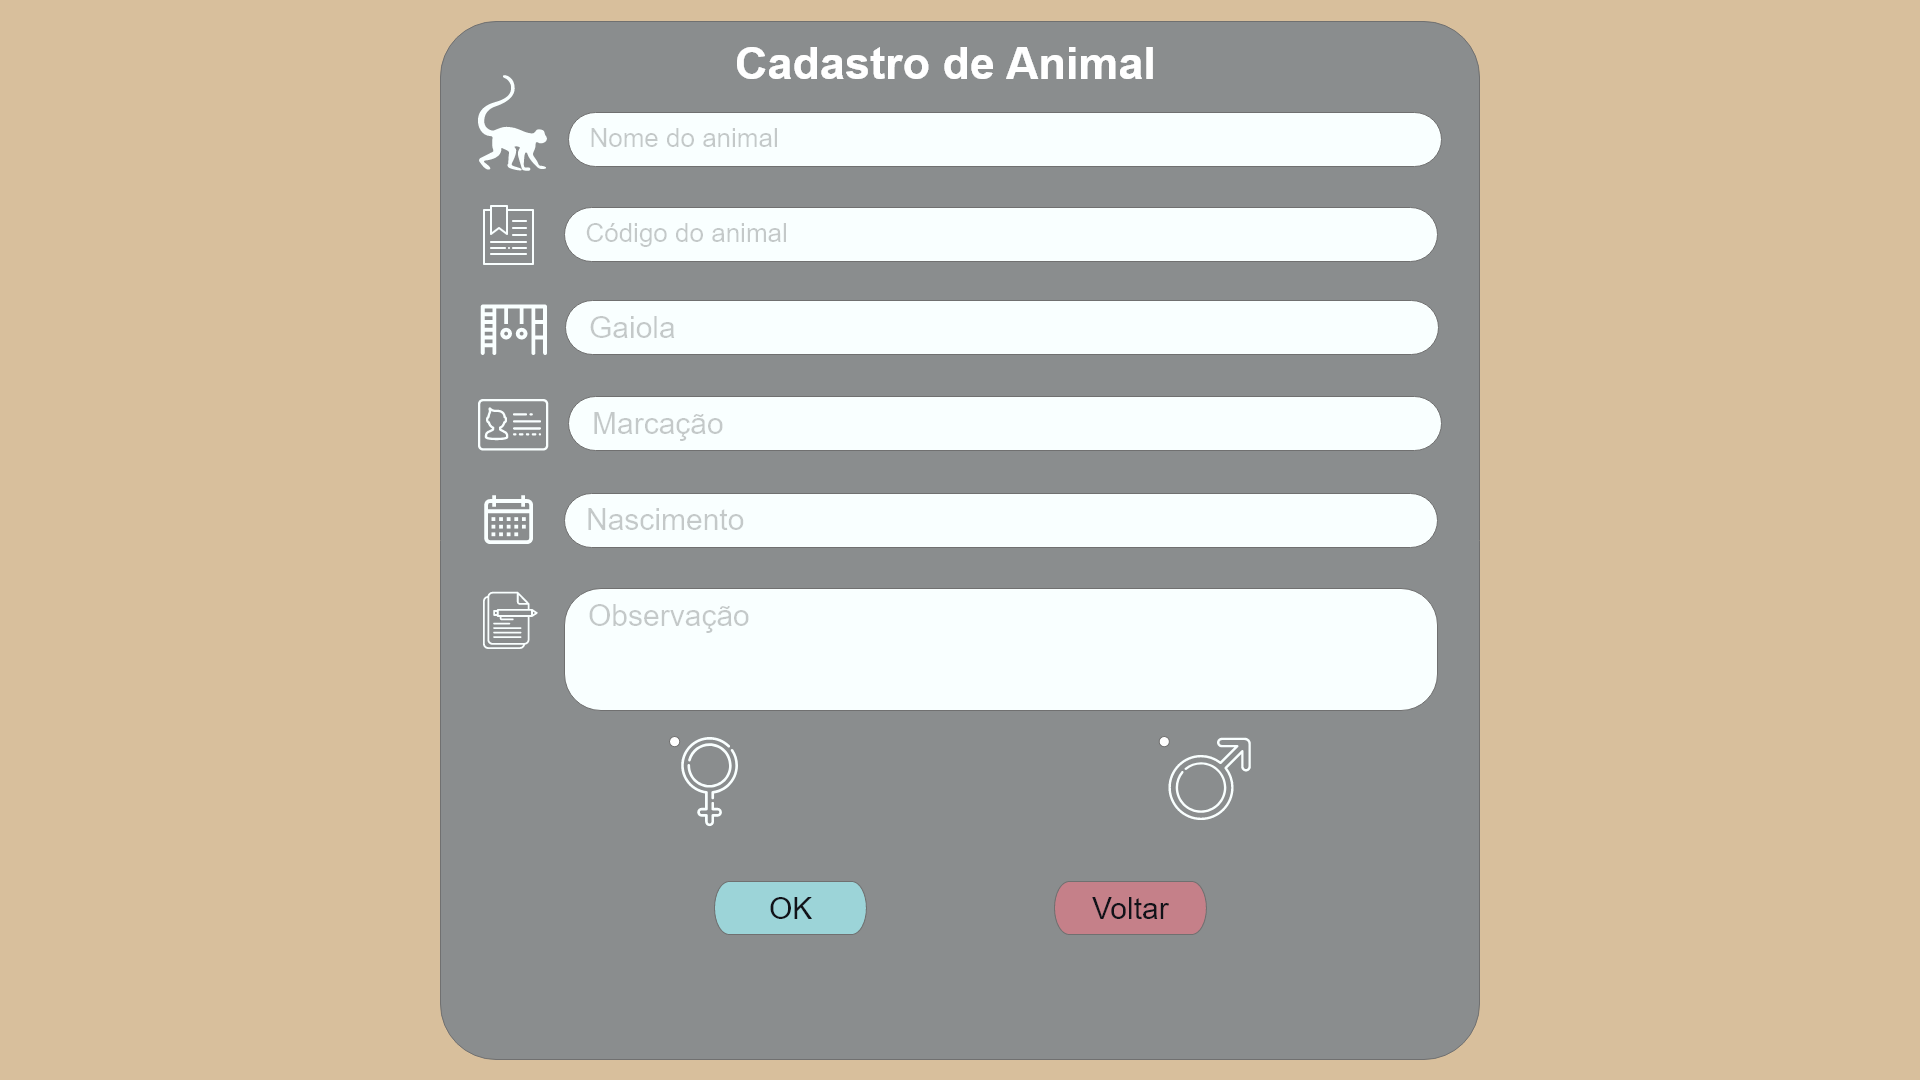 Cadastro de Animal
Nome do animal
Código do animal
Gaiola
Marcação
Nascimento
Observação
OK
Voltar